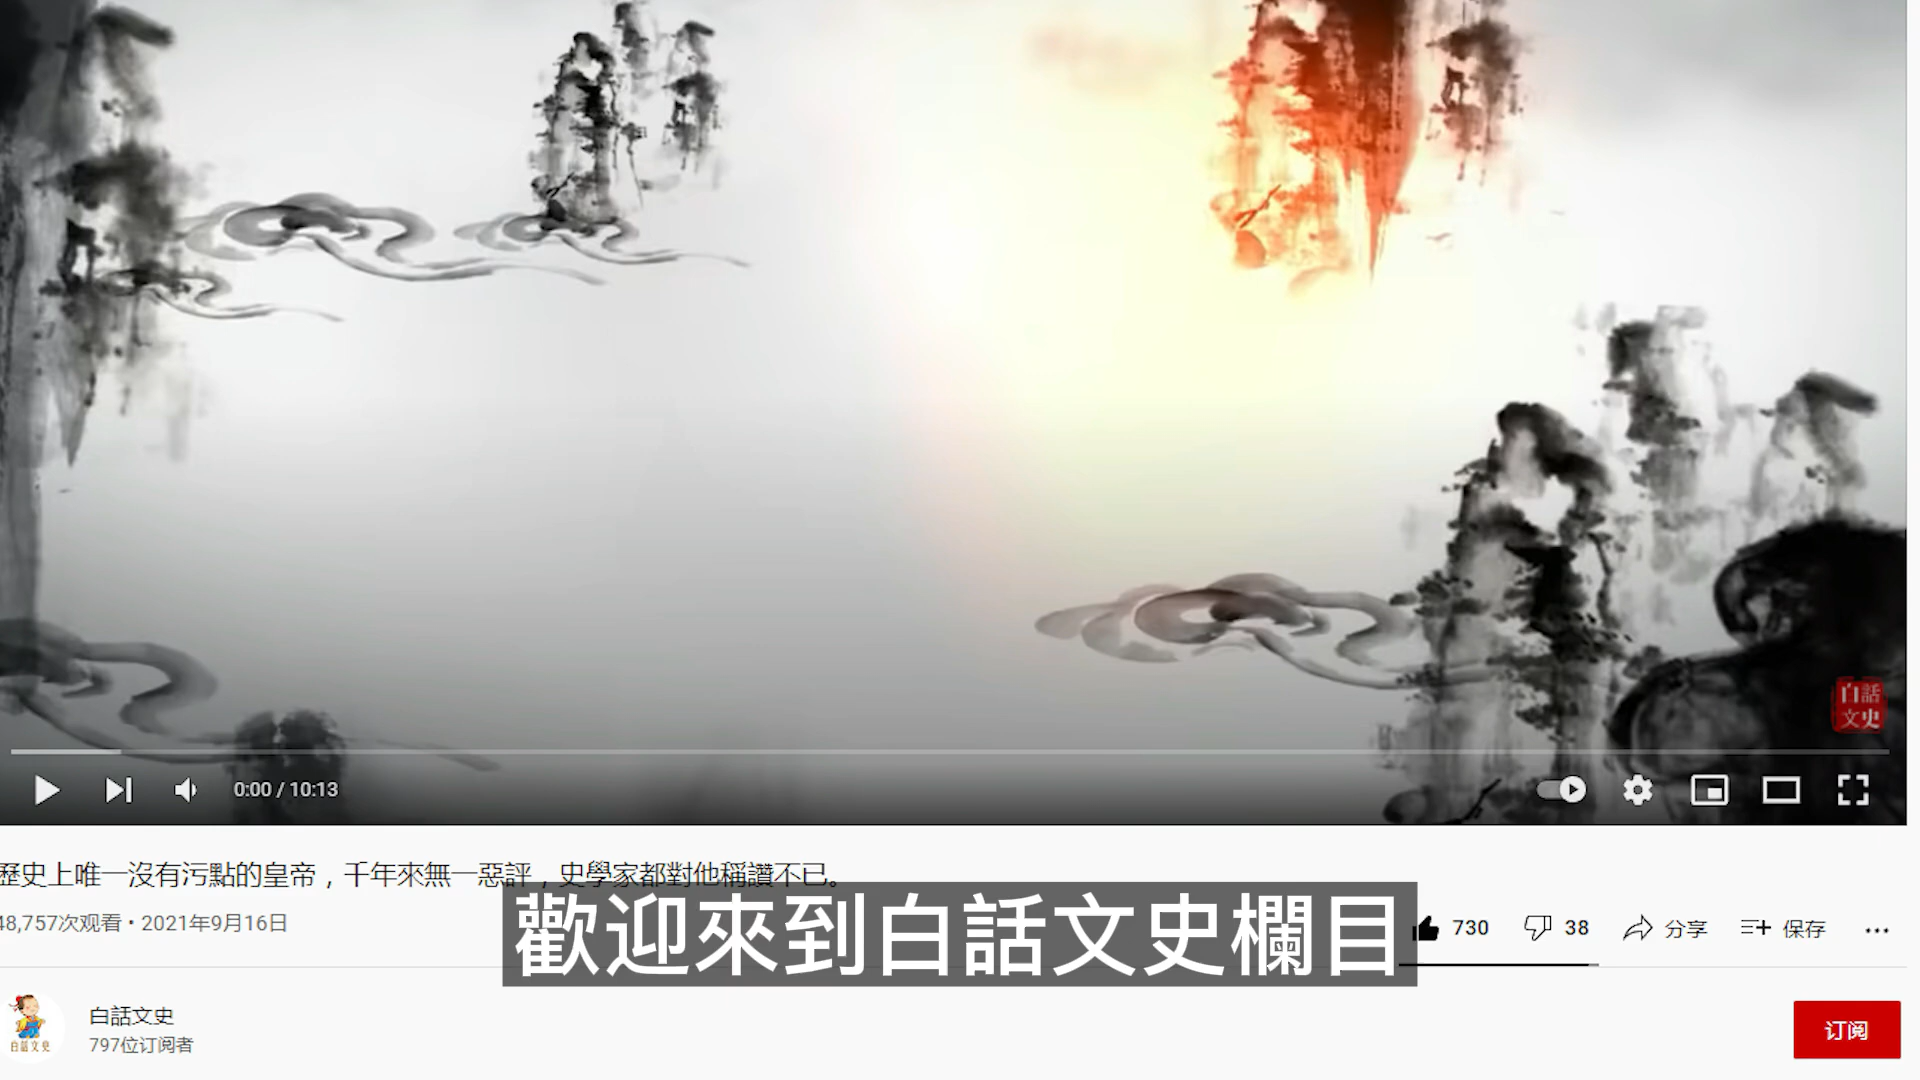 白話
文史
0:00 / 10:13
歷史上唯一沒有污點的皇帝，千年來無一惡評，史學家都對他稱讚不已。
48,757次观看 • 2021年9月16日
歡迎來到白話文史欄目
730
38
分享
保存
白話文史
797位订阅者
订阅
白話文史